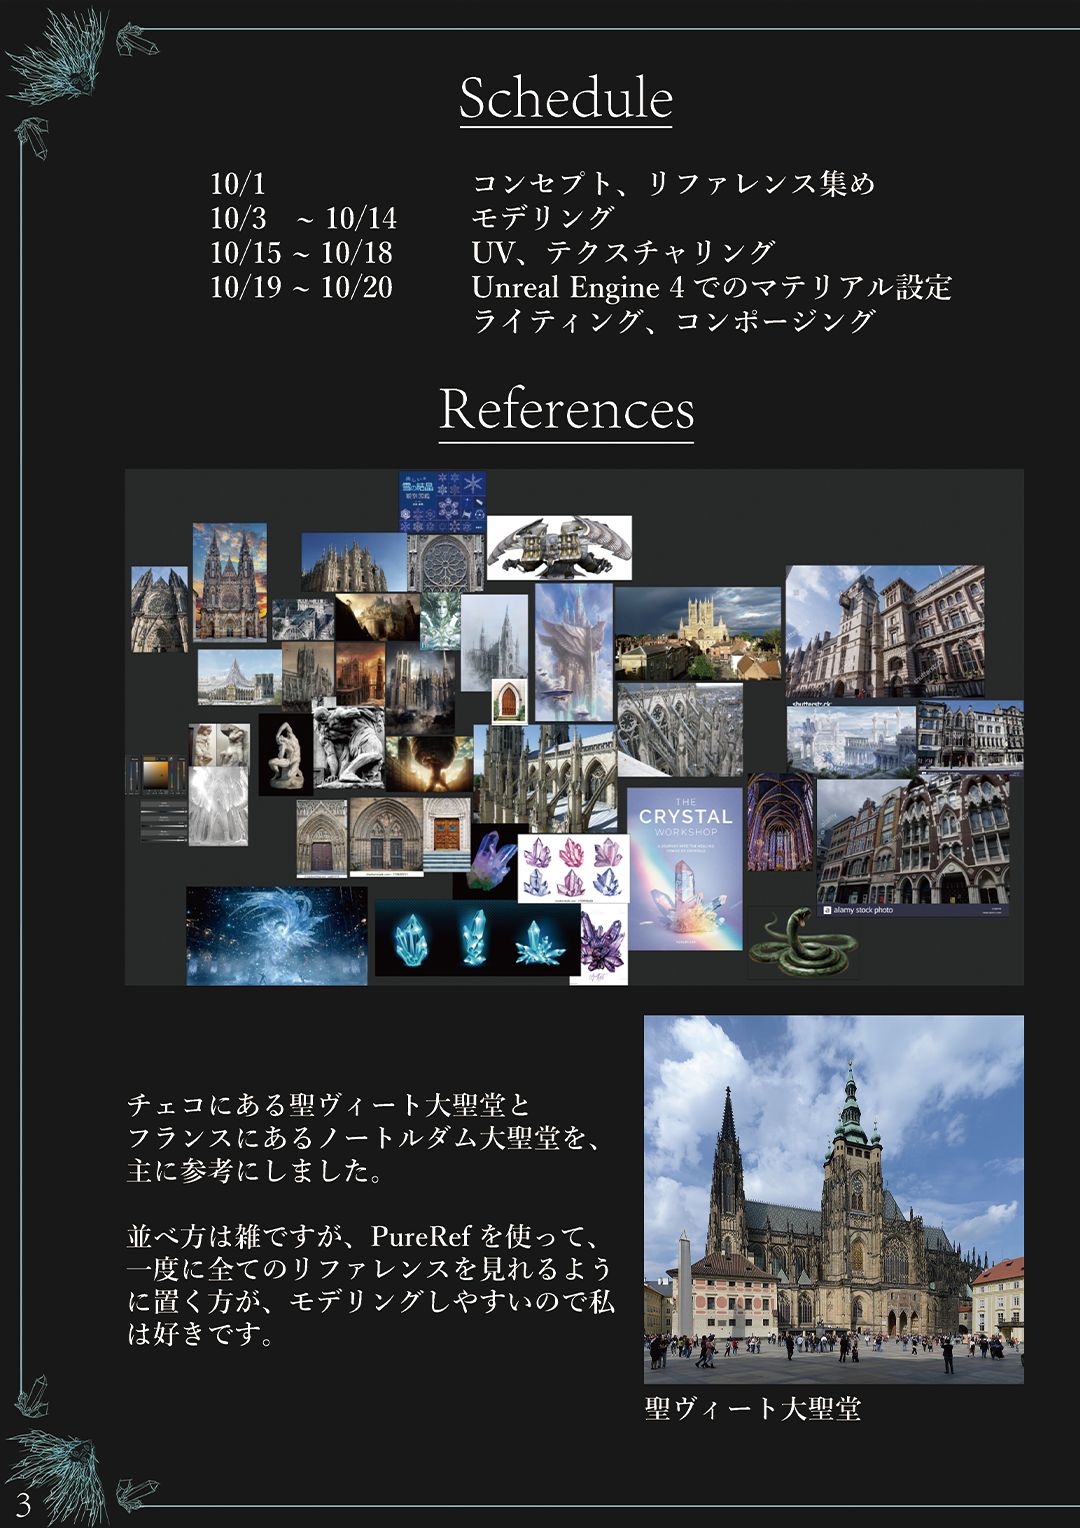 Schedule
10/1 コンセプト、リファレンス集め
10/3 ~ 10/14 モデリング
10/15 ~ 10/18 UV、テクスチャリング
10/19 ~ 10/20 Unreal Engine 4 でのマテリアル設定
ライティング、コンポージング
References
雪の結晶
shutterstock
THE
CRYSTAL
WORKSHOP
alamy stock photo
チェコにある聖ヴィート大聖堂と
フランスにあるノートルダム大聖堂を、
主に参考にしました。
並べ方は雑ですが、PureRef を使って、
一度に全てのリファレンスを見れるよう
に置く方が、モデリングしやすいので私
は好きです。
聖ヴィート大聖堂
3